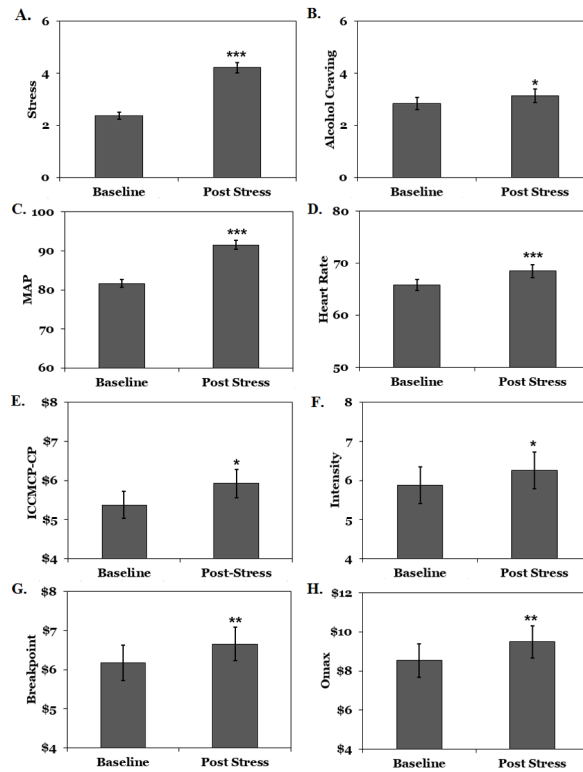 A.
B.
6
4
2
0
Stress
***
Baseline
Post Stress
6
4
2
0
Alcohol Craving
*
Baseline
Post Stress
C.
D.
100
90
80
70
60
MAP
***
Baseline
Post Stress
80
70
60
50
Heart Rate
***
Baseline
Post Stress
E.
F.
$8
$7
$6
$5
$4
ICCMCP-CP
*
Baseline
Post-Stress
8
7
6
5
4
Intensity
*
Baseline
Post Stress
G.
H.
$8
$7
$6
$5
$4
Breakpoint
**
Baseline
Post Stress
$12
$10
$8
$6
$4
Omax
**
Baseline
Post Stress